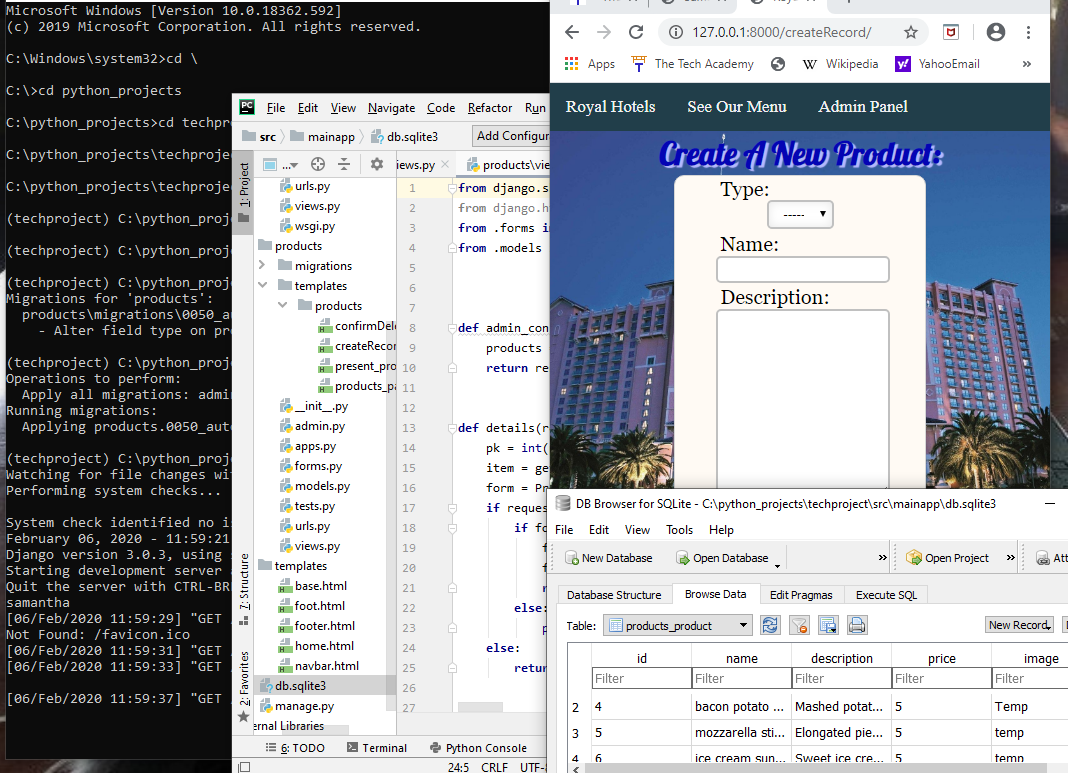 Microsoft Windows [Version 10.0.18362.592]
(c) 2019 Microsoft Corporation. All rights reserved.
C:\Windows\system32>cd \
C:\>cd python_projects
C:\python_projects>cd techpr
C:\python_projects\techproje
C:\python_projects\techproje
(techproject) C:\python_proj
(techproject) C:\python_proj
(techproject) C:\python_proj
Migrations for 'products':
products\migrations\0050_au
- Alter field type on pr
(techproject) C:\python_proj
Operations to perform:
Apply all migrations: admi
Running migrations:
Applying products.0050_aut
(techproject) C:\python_proj
Watching for file changes wi
Performing system checks...
System check identified no i
February 06, 2020 - 11:59:21
Django version 3.0.3, using
Starting development server
Quit the server with CTRL-BR
samantha
[06/Feb/2020 11:59:29] "GET
Not Found: /favicon.ico
[06/Feb/2020 11:59:31] "GET
[06/Feb/2020 11:59:33] "GET
[06/Feb/2020 11:59:37] "GET
PC File Edit View Navigate Code Refactor Run
src mainapp db.sqlite3 Add Configur
... iews.py products\vie
1: Project
7: Structure
2: Favorites
urls.py
views.py
wsgi.py
products
migrations
templates
products
confirmDel
createRecor
present_pro
products_pa
__init__.py
admin.py
apps.py
forms.py
models.py
tests.py
urls.py
views.py
templates
base.html
foot.html
footer.html
home.html
navbar.html
db.sqlite3
manage.py
ernal Libraries
1 from django.s
2 from django.h
3 from .forms i
4 from .models
5
6
7
8 def admin_con
9 products
10 return re
11
12
13 def details(r
14 pk = int(
15 item = ge
16 form = Pr
17 if reques
18 if fo
19 f
20 f
21 r
22 else:
23 p
24 else:
25 retur
26
27
6: TODO Terminal Python Console
24:5 CRLF UTF-8
127.0.0.1:8000/createRecord/
Apps The Tech Academy W Wikipedia YahooEmail »
Royal Hotels See Our Menu Admin Panel
Create A New Product:
Type:
-----
Name:
Description:
DB Browser for SQLite - C:\python_projects\techproject\src\mainapp\db.sqlite3
File Edit View Tools Help
New Database Open Database » Open Project » Att
Database Structure Browse Data Edit Pragmas Execute SQL
Table: products_product New Record
id name description price image
Filter Filter Filter Filter Filter
2 4 bacon potato ... Mashed potat... 5 Temp
3 5 mozzarella sti... Elongated pie... 5 temp
4 6 ice cream sun... Sweet ice cre... 5 temp